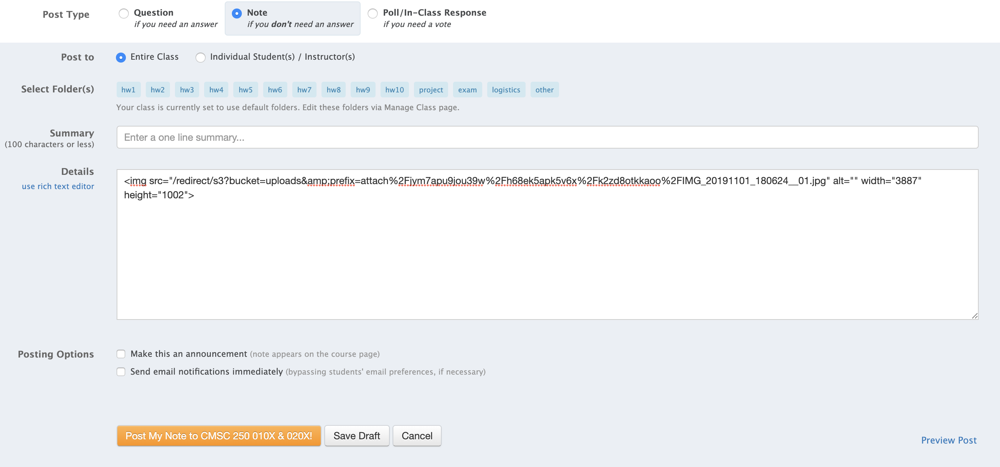 Post Type
Question
if you need an answer
Note
if you don't need an answer
Poll/In-Class Response
if you need a vote
Post to
Entire Class
Individual Student(s) / Instructor(s)
Select Folder(s)
hw1 hw2 hw3 hw4 hw5 hw6 hw7 hw8 hw9 hw10 project exam logistics other
Your class is currently set to use default folders. Edit these folders via Manage Class page.
Summary
(100 characters or less)
Enter a one line summary...
Details
use rich text editor
<img src="/redirect/s3?bucket=uploads&amp;prefix=attach%2Fjym7apu9jou39w%2Fh68ek5apk5v6x%2Fk2zd8otkkaoo%2FIMG_20191101_180624__01.jpg" alt="" width="3887"
height="1002">
Posting Options
Make this an announcement (note appears on the course page)
Send email notifications immediately (bypassing students' email preferences, if necessary)
Post My Note to CMSC 250 010X & 020X!
Save Draft
Cancel
Preview Post